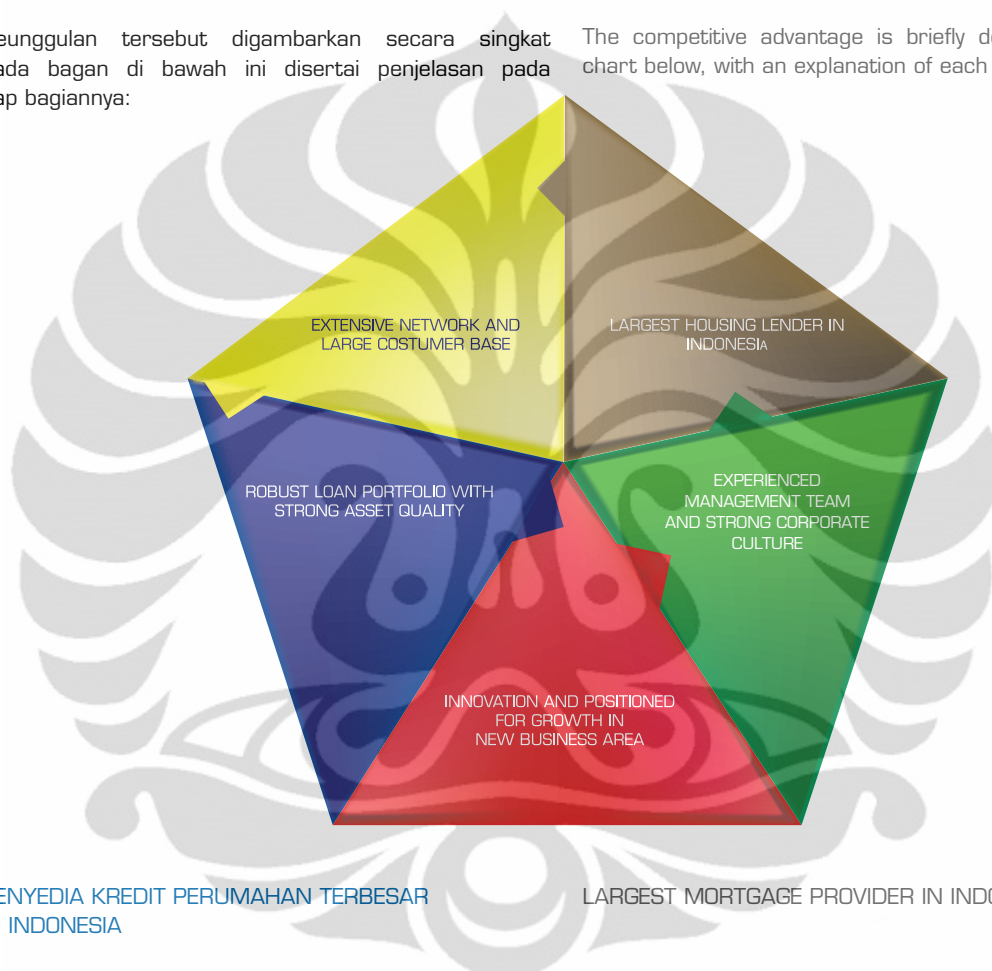 eunggulan tersebut digambarkan secara singkat
ada bagan di bawah ini disertai penjelasan pada
ap bagiannya:
The competitive advantage is briefly de
chart below, with an explanation of each
EXTENSIVE NETWORK AND
LARGE COSTUMER BASE
LARGEST HOUSING LENDER IN
INDONESIA
ROBUST LOAN PORTFOLIO WITH
STRONG ASSET QUALITY
EXPERIENCED
MANAGEMENT TEAM
AND STRONG CORPORATE
CULTURE
INNOVATION AND POSITIONED
FOR GROWTH IN
NEW BUSINESS AREA
ENYEDIA KREDIT PERUMAHAN TERBESAR
INDONESIA
LARGEST MORTGAGE PROVIDER IN INDO